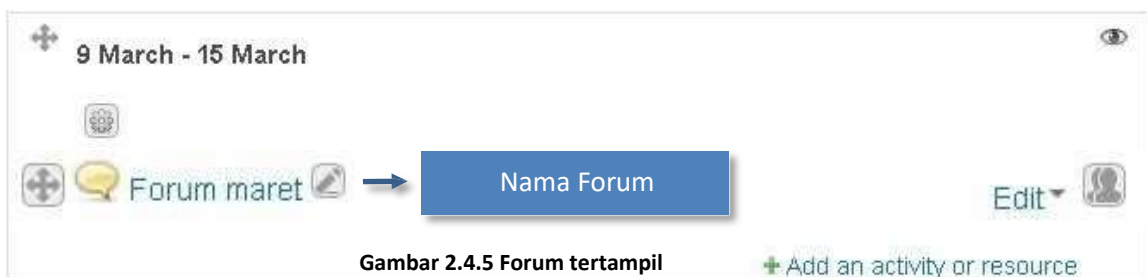 9 March - 15 March
Forum maret
Nama Forum
Edit
Gambar 2.4.5 Forum tertampil
Add an activity or resource